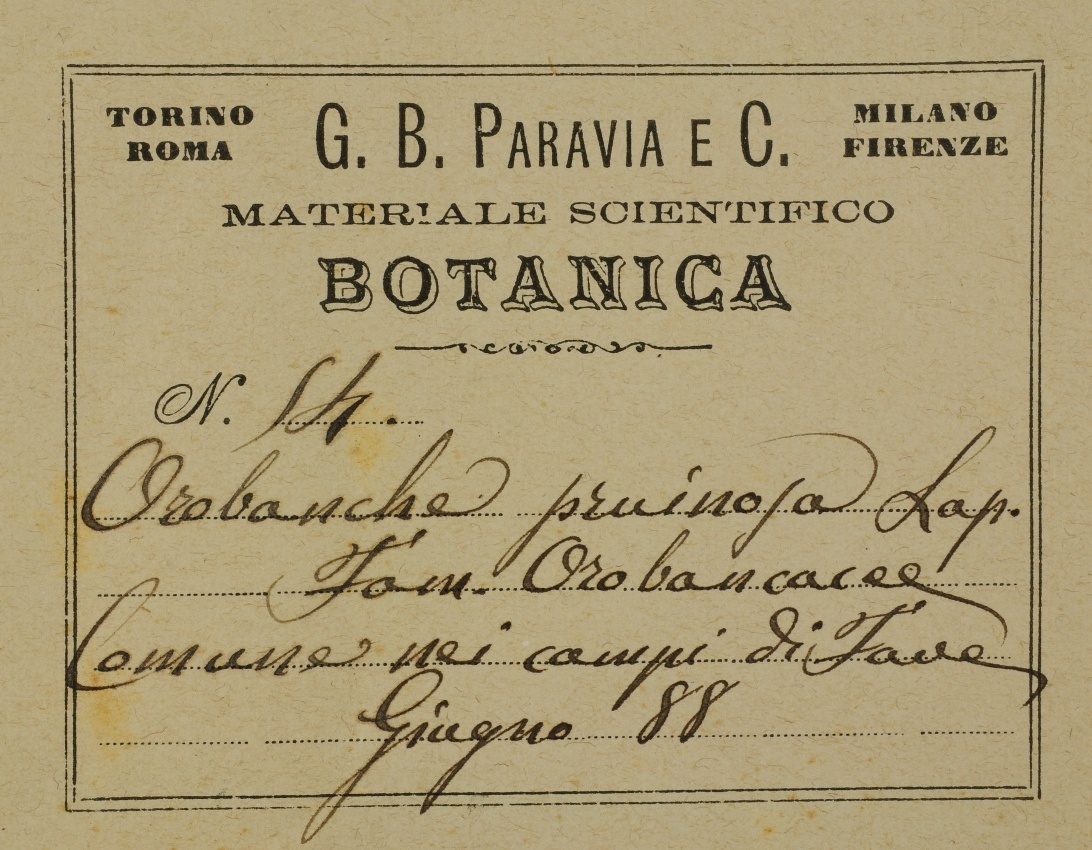 TORINO ROMA G. B. PARAVIA E C. MILANO FIRENZE
MATERIALE SCIENTIFICO
BOTANICA
N. 54.
Orobanche pruinosa Lap.
Fam. Orobancacee
Comune nei campi di Fave
Giugno 88